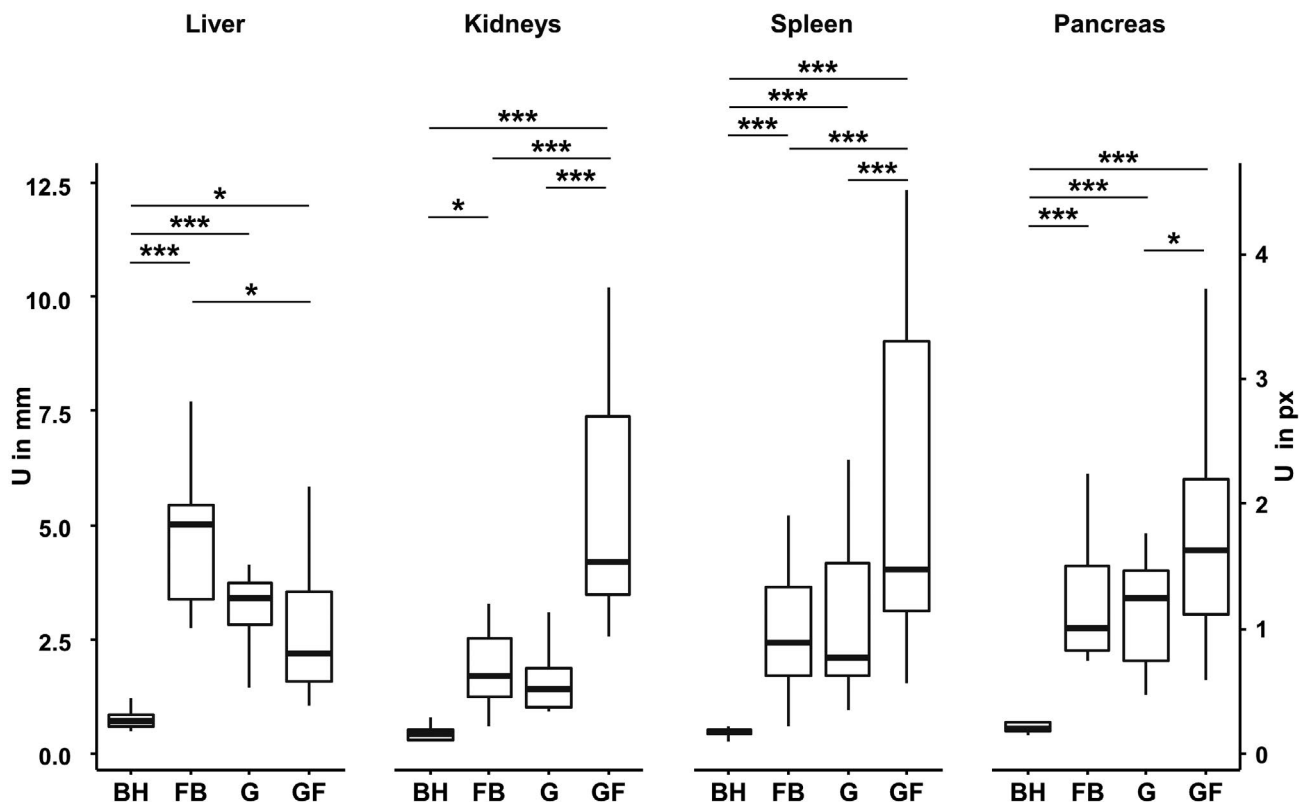 Liver Kidneys Spleen Pancreas
***
*** *** ***
*** ***
*** *** ***
***
* *** ***
*** * ***
*** *
*
12.5
10.0
7.5
5.0
2.5
0.0
U in mm
4
3
2
1
0
U in px
BH FB G GF BH FB G GF BH FB G GF BH FB G GF